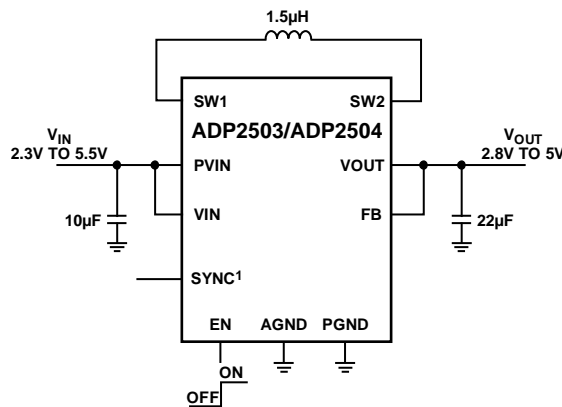 1.5µH
SW1
SW2
ADP2503/ADP2504
VIN
2.3V TO 5.5V
PVIN
VOUT
VOUT
2.8V TO 5V
10µF
VIN
FB
22µF
SYNC1
EN
AGND
PGND
ON
OFF